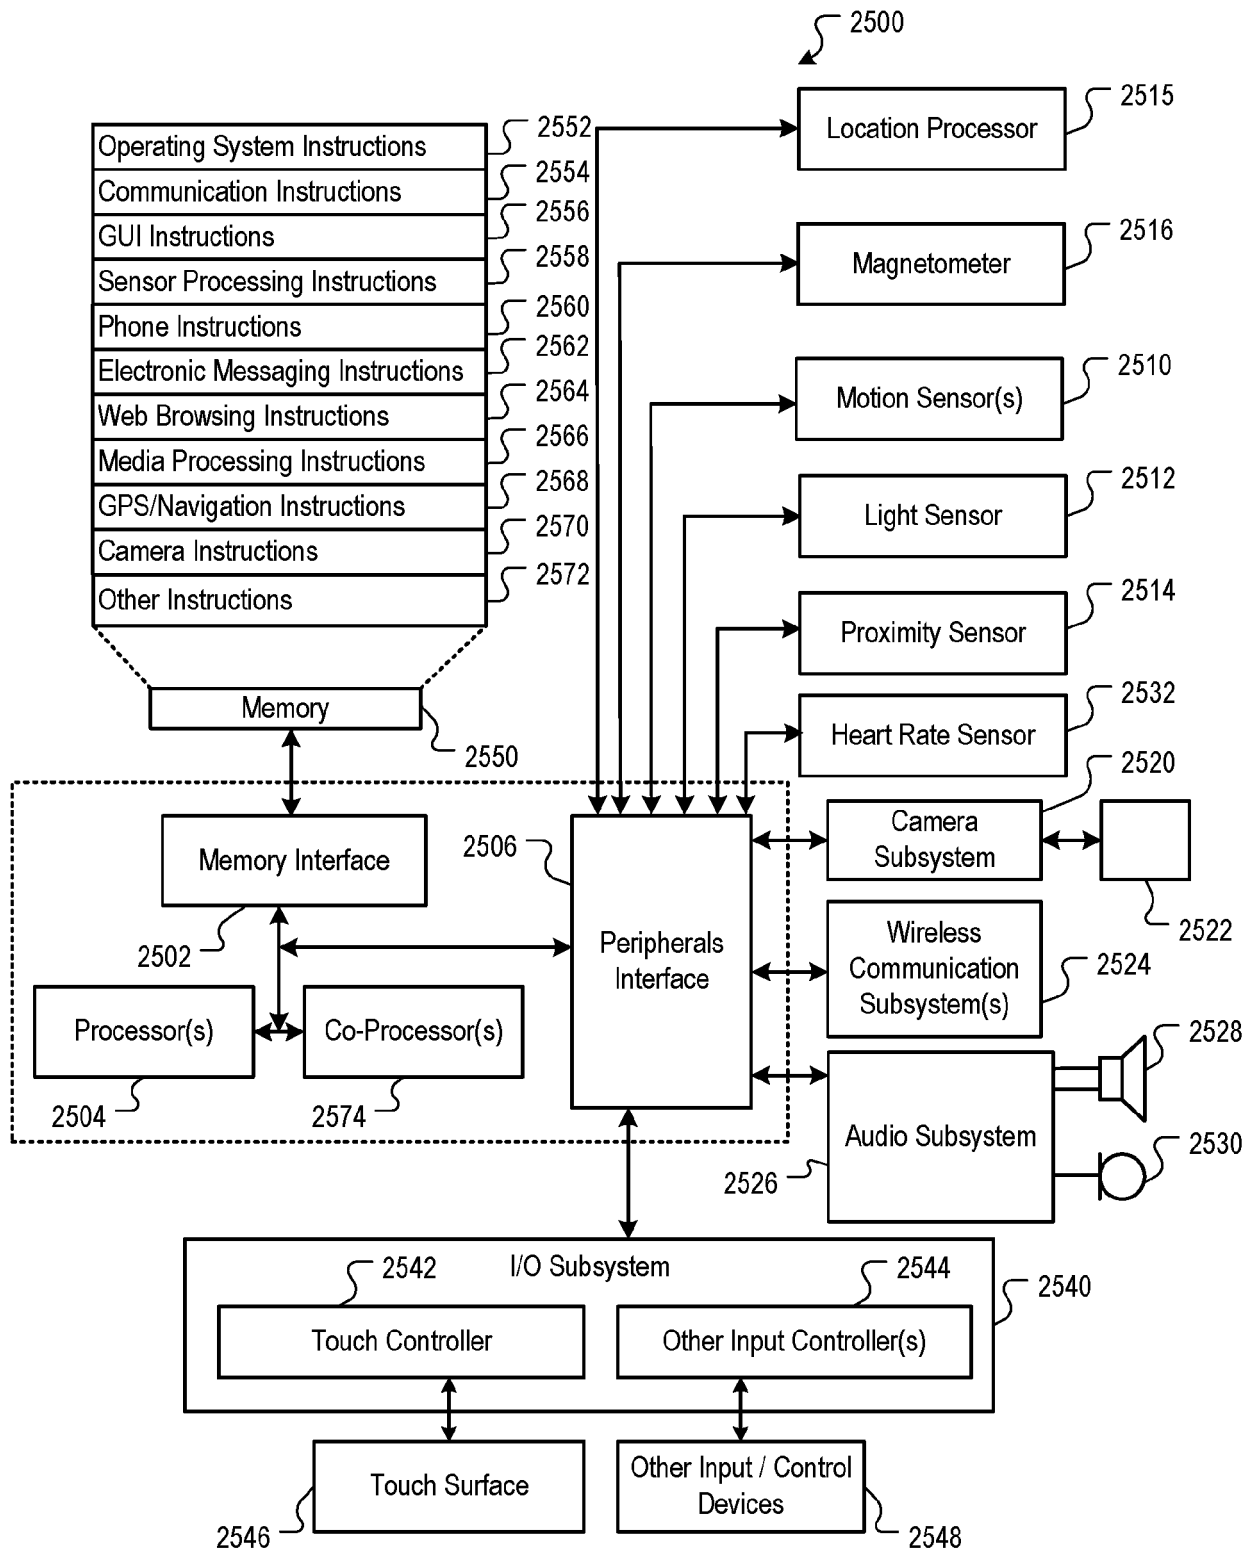 2500
Location Processor
2515
Operating System Instructions
2552
Communication Instructions
2554
GUI Instructions
2556
Sensor Processing Instructions
2558
Phone Instructions
2560
Electronic Messaging Instructions
2562
Web Browsing Instructions
2564
Media Processing Instructions
2566
GPS/Navigation Instructions
2568
Camera Instructions
2570
Other Instructions
2572
Magnetometer
2516
Motion Sensor(s)
2510
Light Sensor
2512
Proximity Sensor
2514
Heart Rate Sensor
2532
Memory
2550
Memory Interface
2502
2506
Peripherals
Interface
Camera
Subsystem
2520
2522
Wireless
Communication
Subsystem(s)
2524
Processor(s)
2504
Co-Processor(s)
2574
Audio Subsystem
2526
2528
2530
I/O Subsystem
2540
2542
Touch Controller
2544
Other Input Controller(s)
Touch Surface
2546
Other Input / Control
Devices
2548